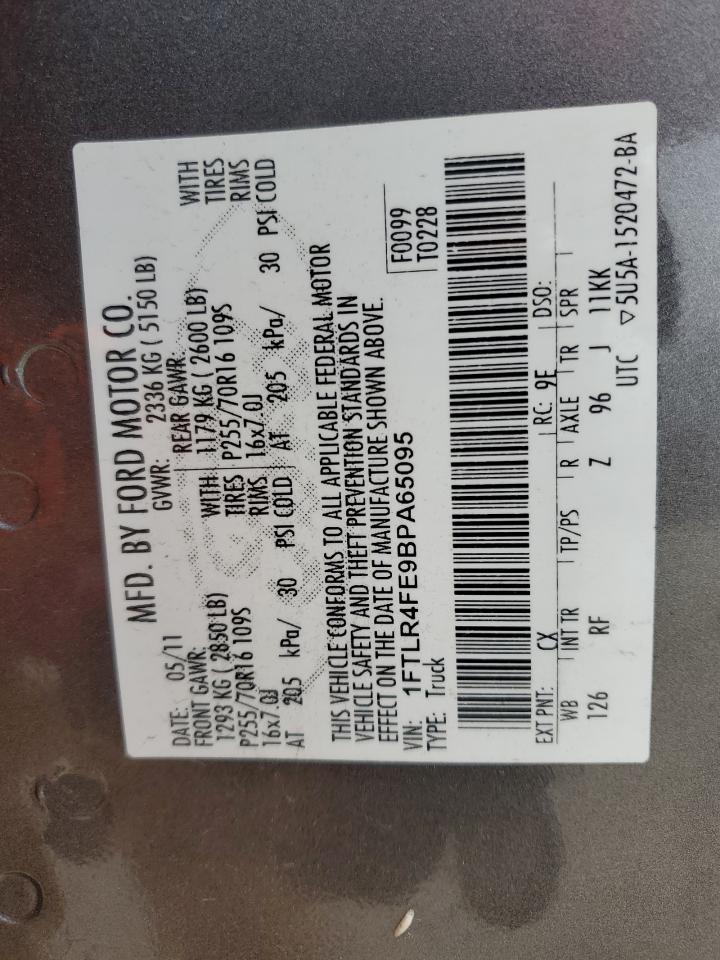 MFD. BY FORD MOTOR CO.
DATE: 05/11 GVWR: 2336 KG ( 5150 LB)
FRONT GAWR: REAR GAWR:
1293 KG ( 2850 LB) WITH 1179 KG ( 2600 LB) WITH
P255/70R16 109S TIRES P255/70R16 109S TIRES
16x7.0J RIMS 16x7.0J RIMS
AT 205 kPa/ 30 PSI COLD AT 205 kPa/ 30 PSI COLD
THIS VEHICLE CONFORMS TO ALL APPLICABLE FEDERAL MOTOR
VEHICLE SAFETY AND THEFT PREVENTION STANDARDS IN
EFFECT ON THE DATE OF MANUFACTURE SHOWN ABOVE.
VIN: 1FTLR4FE9BPA65095 F0099
TYPE: Truck T0228
EXT PNT: CX RC: 9E DSO:
WB INT TR TP/PS R AXLE TR SPR
126 RF Z 96 J 11KK
UTC ▽5U5A-1520472-BA